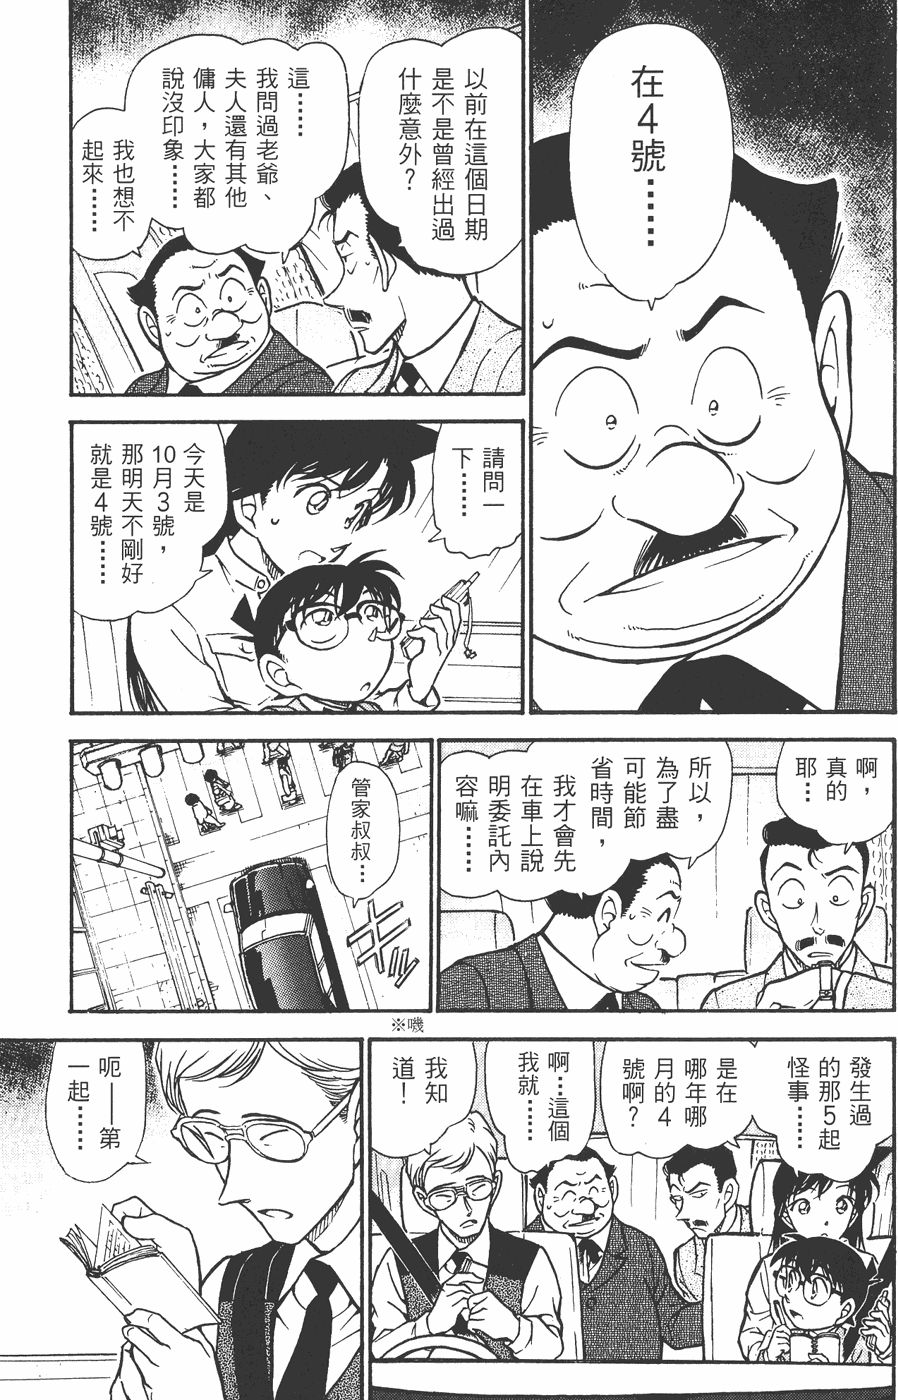 在4號……
以前在這個日期
是不是曾經出過
什麼意外?
這……
我問過老爺、
夫人還有其他
傭人,大家都
說沒印象……
我也想不
起來……
請問一
下……
今天是
10月3號,
那明天不剛好
就是4號……
啊,
真的
耶…
所以,
為了盡
可能節
省時間,
我才會先
在車上說
明委託內
容嘛……
管家叔叔…
キッ
※嘰
發生過
的那5起
怪事……
是在
哪年哪
月的4
號啊?
啊…這個
我就……
我知
道!
呃——第
一起……